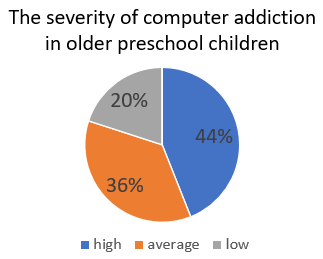 The severity of computer addiction
in older preschool children
20%
44%
36%
high average low